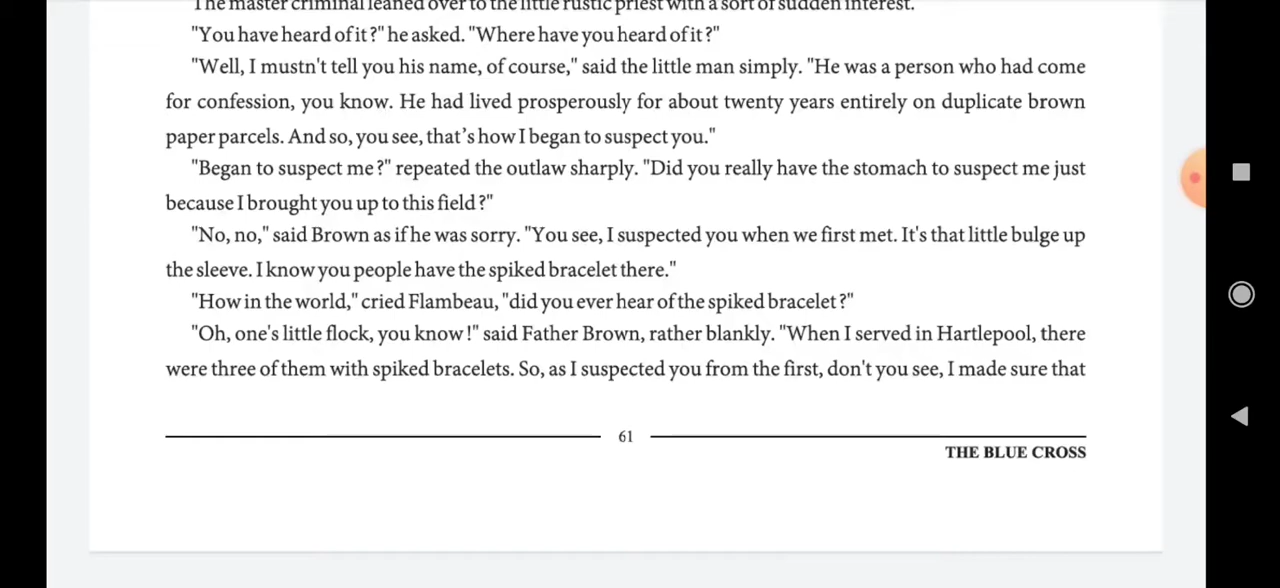 The master criminal leaned over to the little rustic priest with a sort of sudden interest.
"You have heard of it?" he asked. "Where have you heard of it?"
"Well, I mustn't tell you his name, of course," said the little man simply. "He was a person who had come
for confession, you know. He had lived prosperously for about twenty years entirely on duplicate brown
paper parcels. And so, you see, that's how I began to suspect you."
"Began to suspect me?" repeated the outlaw sharply. "Did you really have the stomach to suspect me just
because I brought you up to this field?"
"No, no," said Brown as if he was sorry. "You see, I suspected you when we first met. It's that little bulge up
the sleeve. I know you people have the spiked bracelet there."
"How in the world," cried Flambeau, "did you ever hear of the spiked bracelet?"
"Oh, one's little flock, you know!" said Father Brown, rather blankly. "When I served in Hartlepool, there
were three of them with spiked bracelets. So, as I suspected you from the first, don't you see, I made sure that
61
THE BLUE CROSS